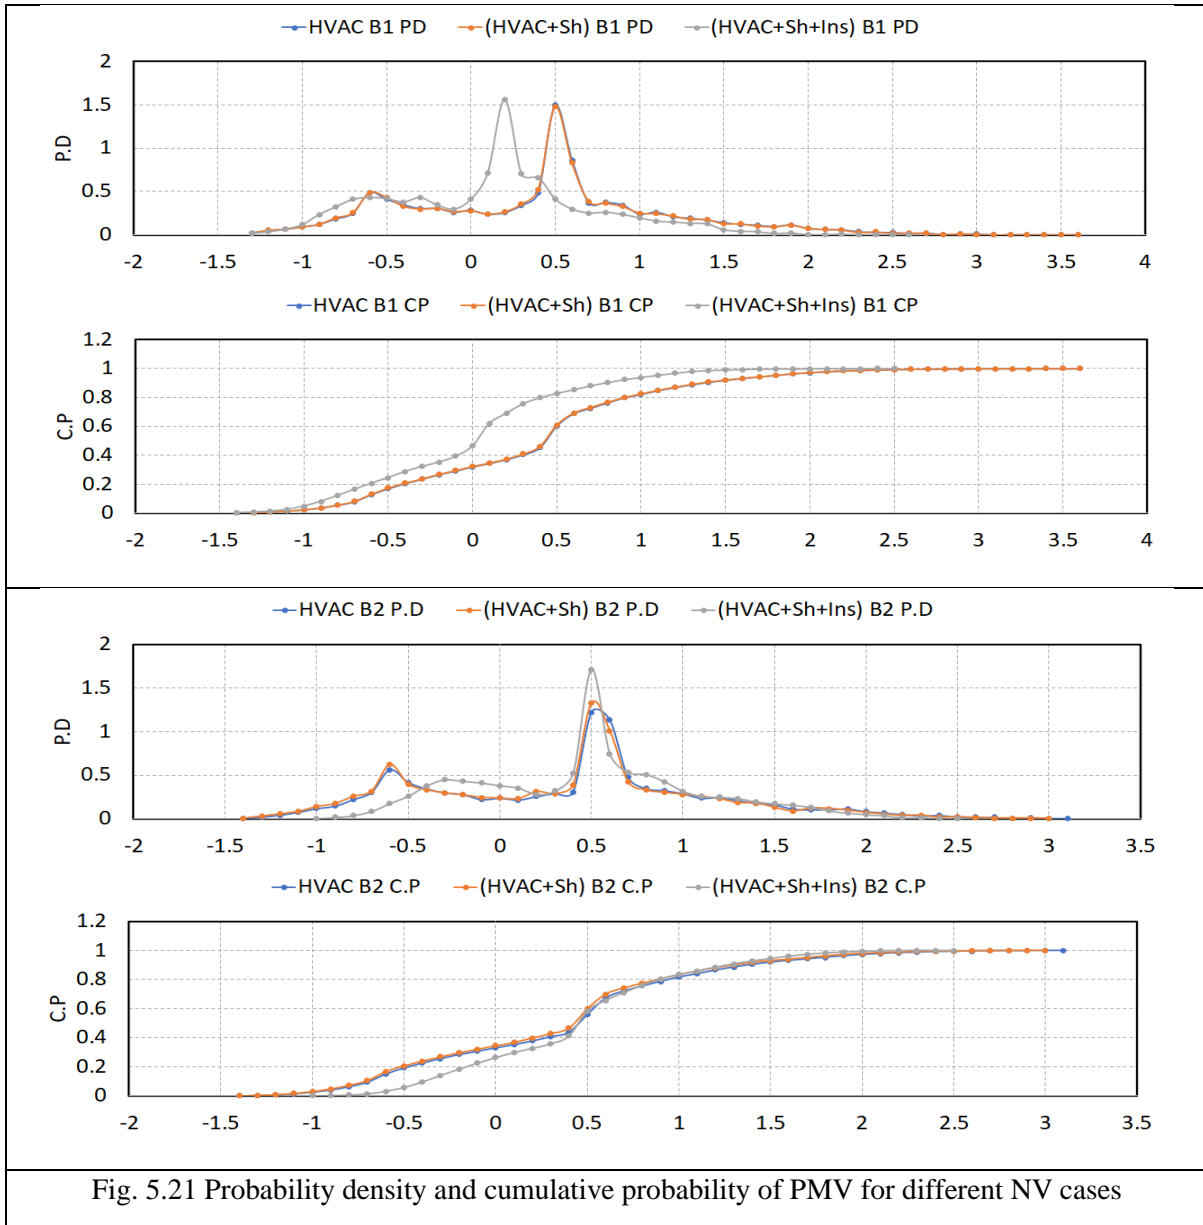 HVAC B1 PD (HVAC+Sh) B1 PD (HVAC+Sh+Ins) B1 PD
2
1.5
1
0.5
0
P.D
-2 -1.5 -1 -0.5 0 0.5 1 1.5 2 2.5 3 3.5 4
HVAC B1 CP (HVAC+Sh) B1 CP (HVAC+Sh+Ins) B1 CP
1.2
1
0.8
0.6
0.4
0.2
0
C.P
-2 -1.5 -1 -0.5 0 0.5 1 1.5 2 2.5 3 3.5 4
HVAC B2 P.D (HVAC+Sh) B2 P.D (HVAC+Sh+Ins) B2 P.D
2
1.5
1
0.5
0
P.D
-2 -1.5 -1 -0.5 0 0.5 1 1.5 2 2.5 3 3.5
HVAC B2 C.P (HVAC+Sh) B2 C.P (HVAC+Sh+Ins) B2 C.P
1.2
1
0.8
0.6
0.4
0.2
0
C.P
-2 -1.5 -1 -0.5 0 0.5 1 1.5 2 2.5 3 3.5
Fig. 5.21 Probability density and cumulative probability of PMV for different NV cases